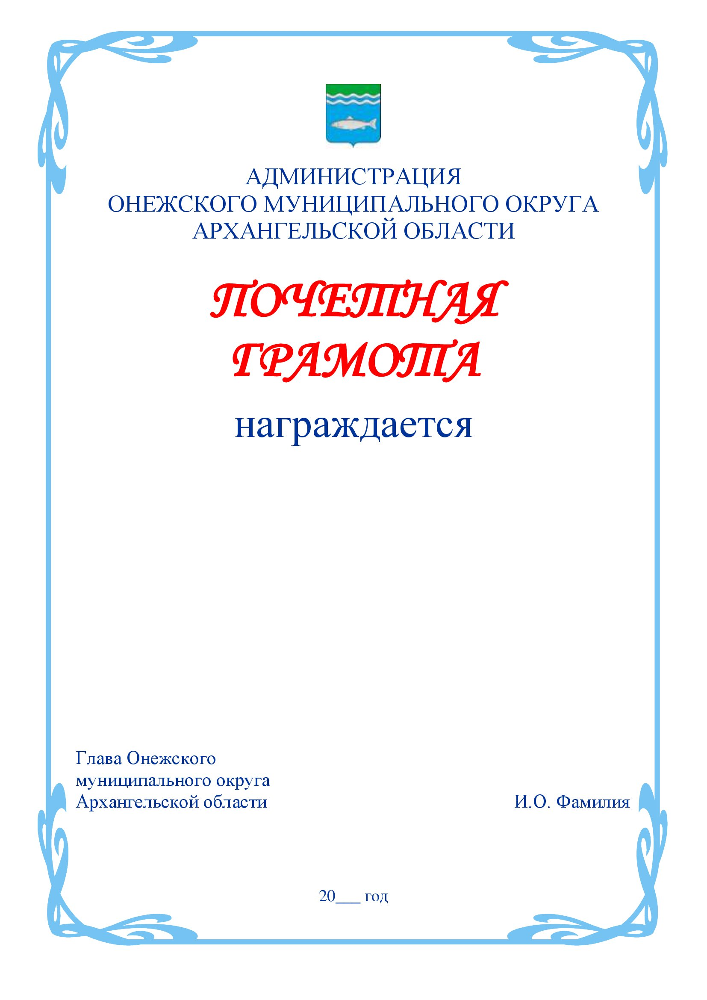 АДМИНИСТРАЦИЯ
ОНЕЖСКОГО МУНИЦИПАЛЬНОГО ОКРУГА
АРХАНГЕЛЬСКОЙ ОБЛАСТИ
ПОЧЕТНАЯ
ГРАМОТА
награждается
Глава Онежского
муниципального округа
Архангельской области И.О. Фамилия
20___ год